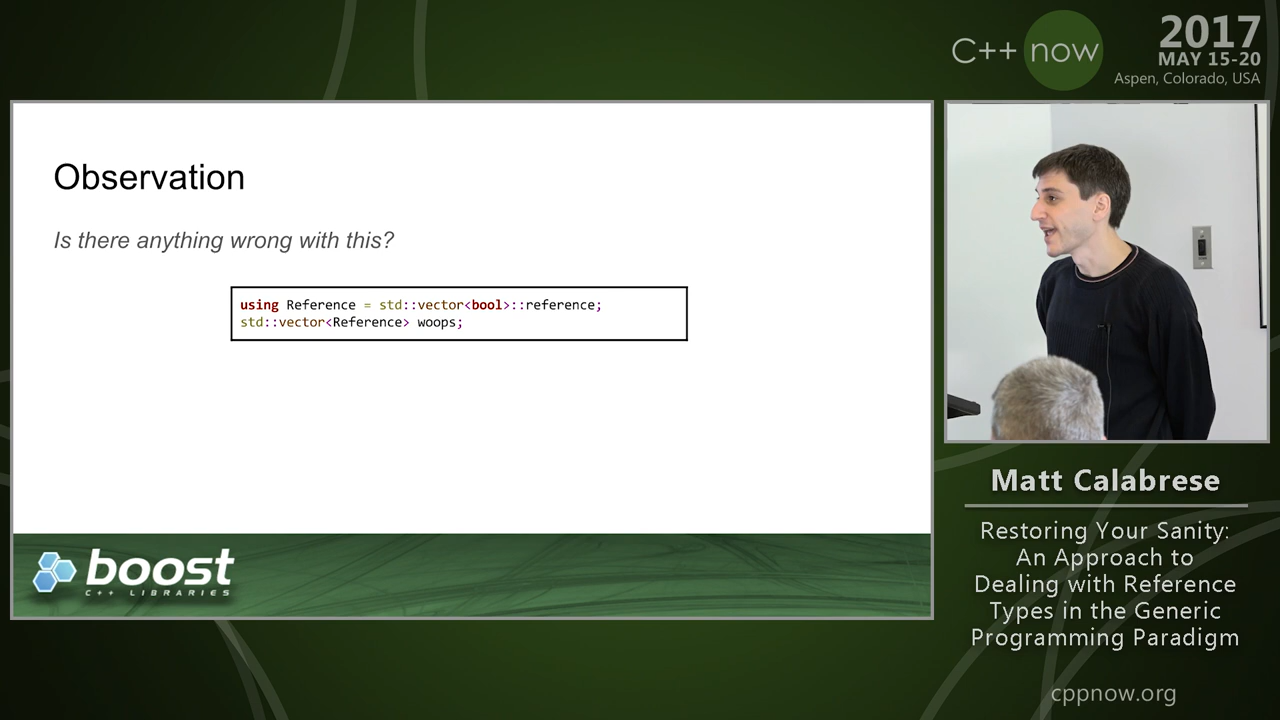 C++ now
2017
MAY 15-20
Aspen, Colorado, USA
Observation
Is there anything wrong with this?
using Reference = std::vector<bool>::reference;
std::vector<Reference> woops;
boost
C++ LIBRARIES
Matt Calabrese
Restoring Your Sanity:
An Approach to
Dealing with Reference
Types in the Generic
Programming Paradigm
cppnow.org